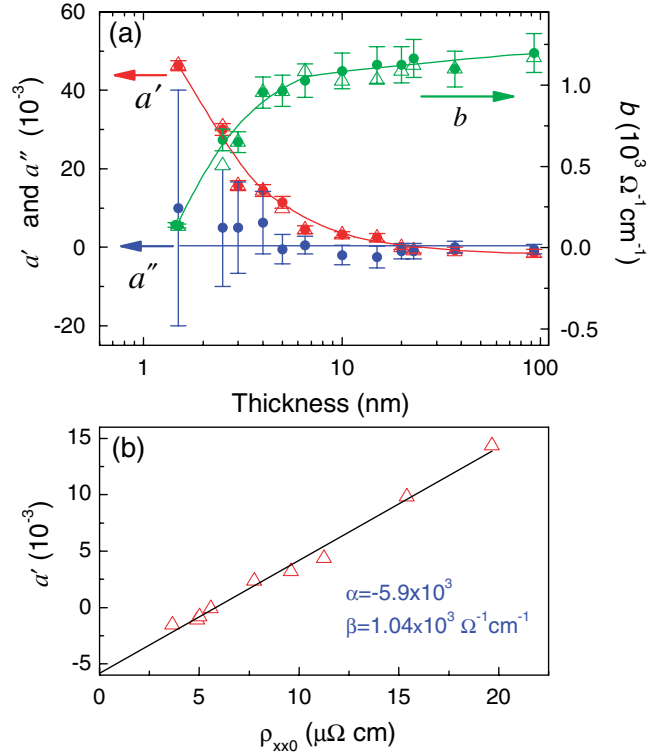 (a)
60
40
20
0
-20
a′ and a″ (10⁻³)
a′
a″
b
1.0
0.5
0.0
-0.5
b (10³ Ω⁻¹cm⁻¹)
1
10
100
Thickness (nm)
(b)
15
10
5
0
-5
a′ (10⁻³)
α=-5.9x10³
β=1.04x10³ Ω⁻¹cm⁻¹
0
5
10
15
20
ρxx0 (μΩ cm)